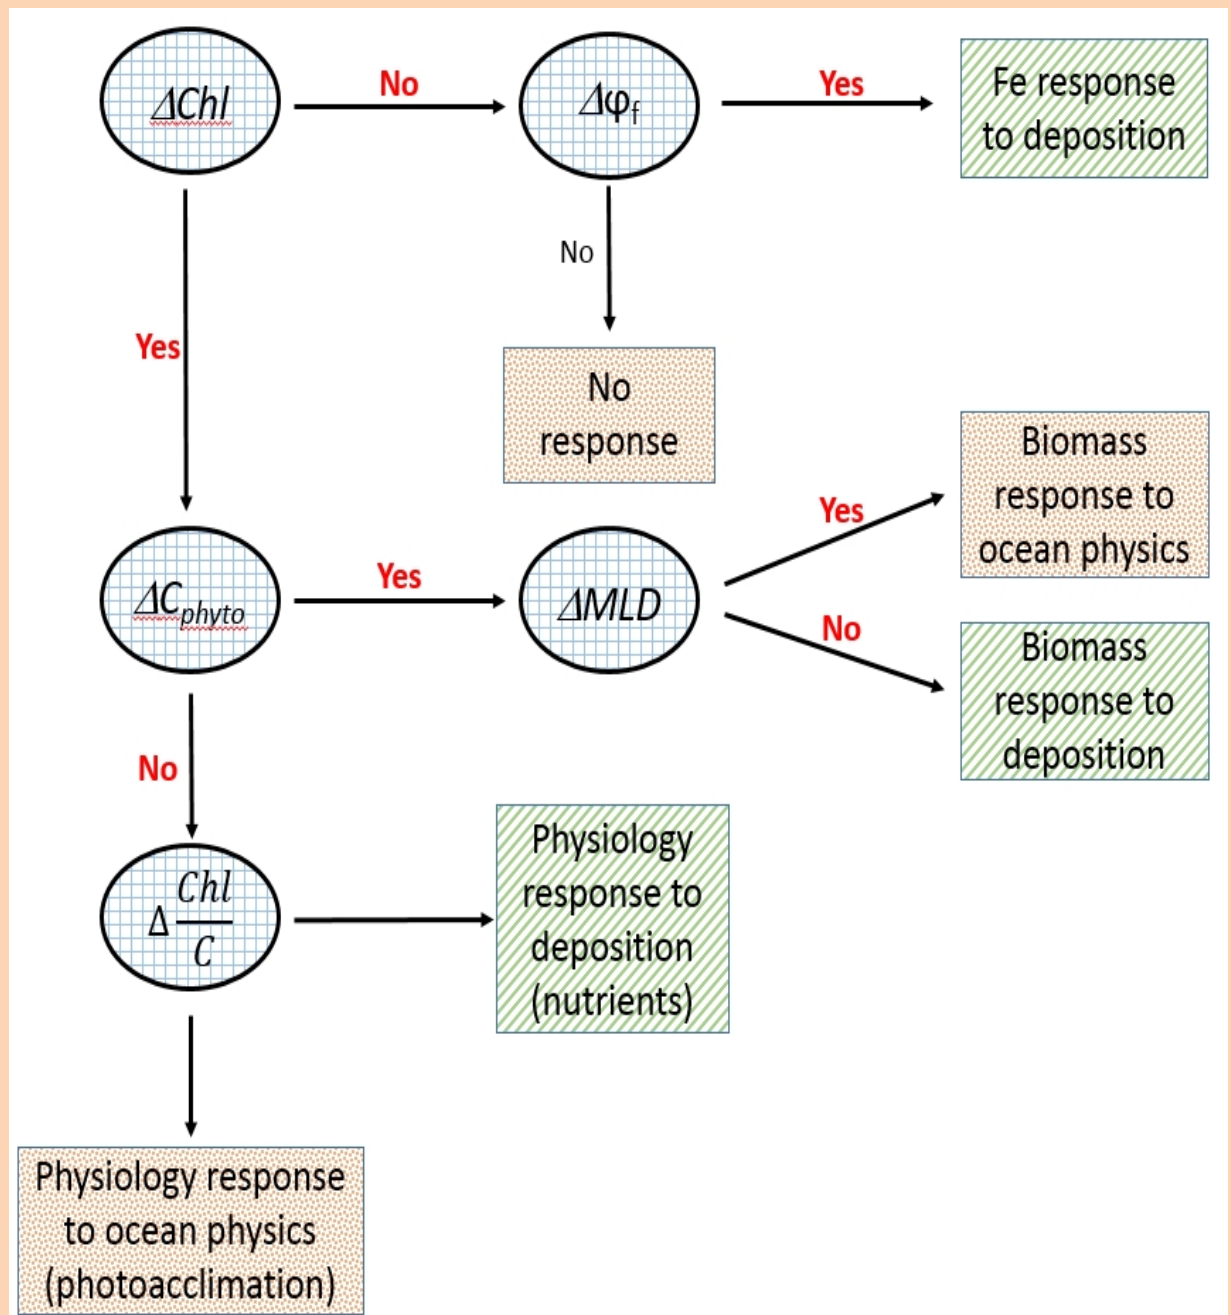 ΔChl
No
Δφf
Yes
Fe response
to deposition
No
Yes
No
response
Biomass
response to
ocean physics
Yes
ΔCphyto
Yes
ΔMLD
No
Biomass
response to
deposition
No
Physiology
response to
deposition
(nutrients)
Δ Chl
C
Physiology response
to ocean physics
(photoacclimation)